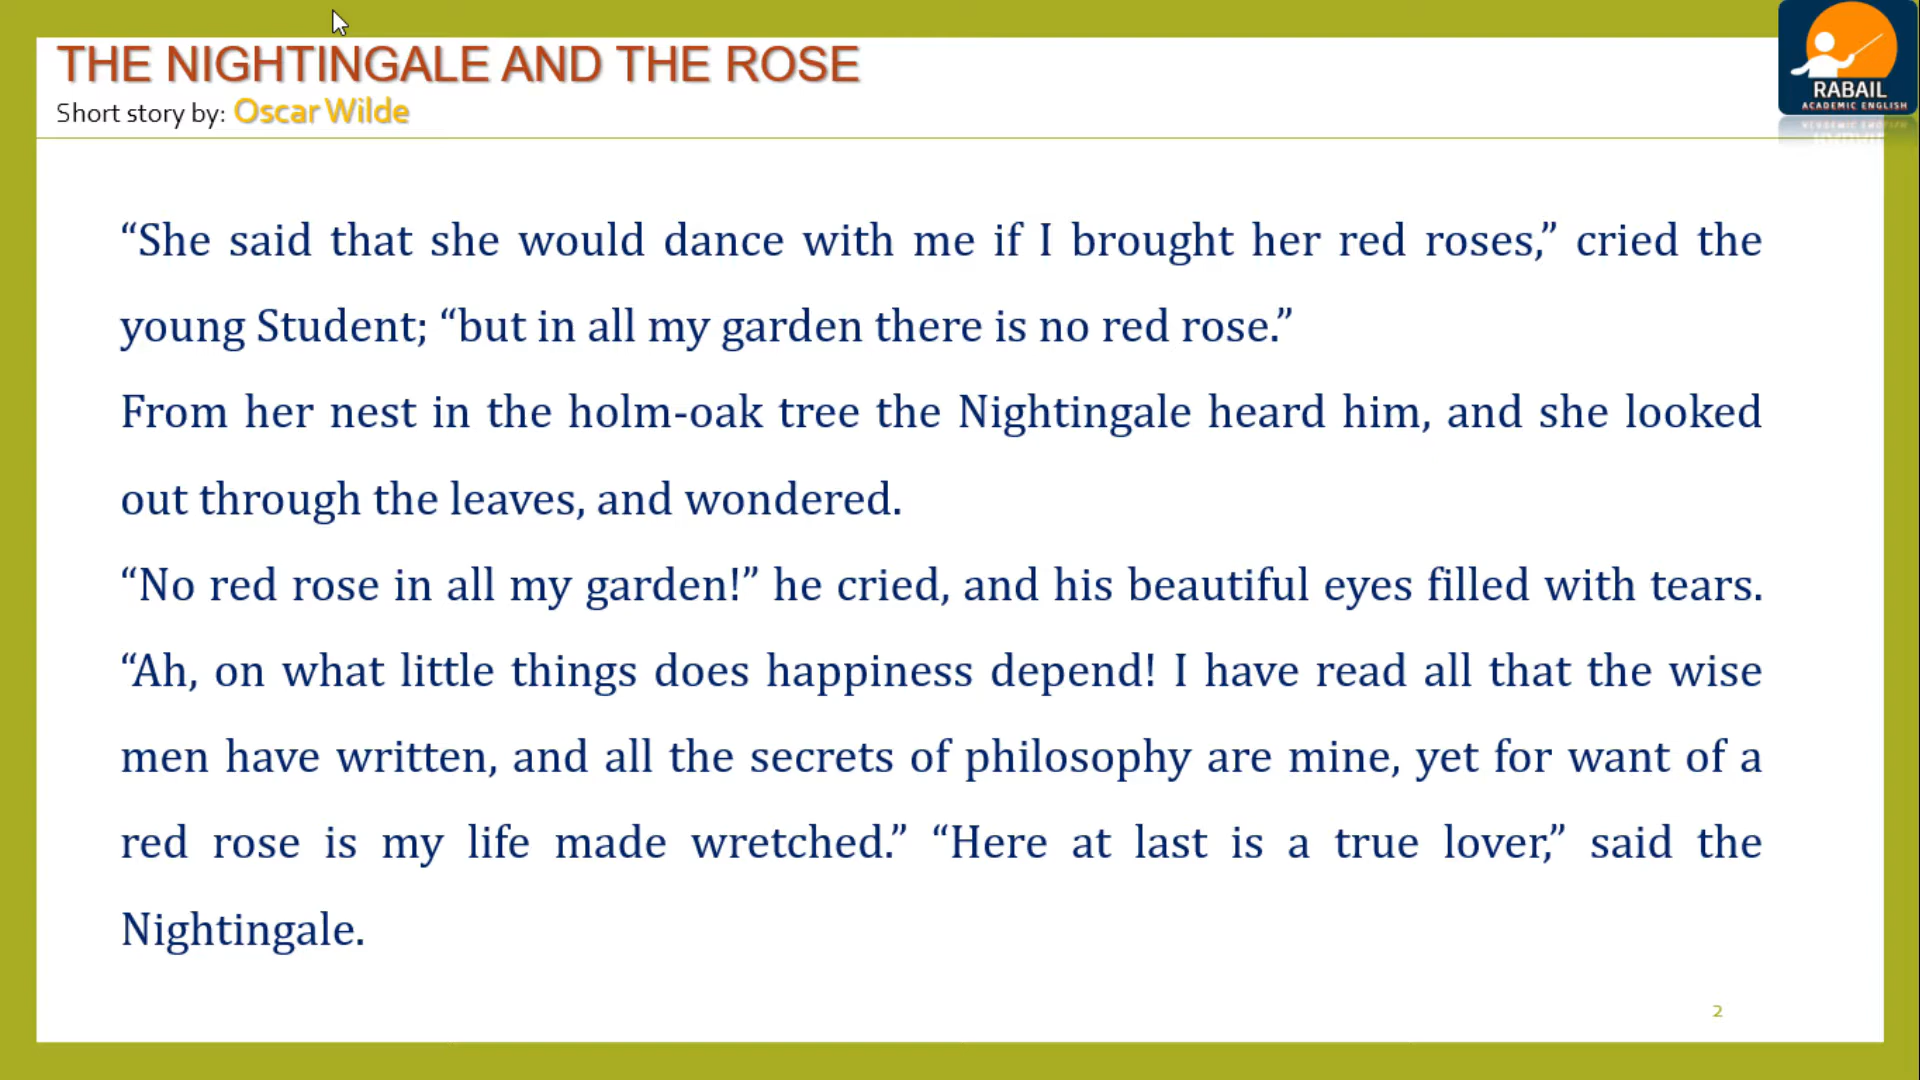 THE NIGHTINGALE AND THE ROSE
Short story by: Oscar Wilde
RABAIL
ACADEMIC ENGLISH
“She said that she would dance with me if I brought her red roses,” cried the
young Student; “but in all my garden there is no red rose.”
From her nest in the holm-oak tree the Nightingale heard him, and she looked
out through the leaves, and wondered.
“No red rose in all my garden!” he cried, and his beautiful eyes filled with tears.
“Ah, on what little things does happiness depend! I have read all that the wise
men have written, and all the secrets of philosophy are mine, yet for want of a
red rose is my life made wretched.” “Here at last is a true lover,” said the
Nightingale.
2